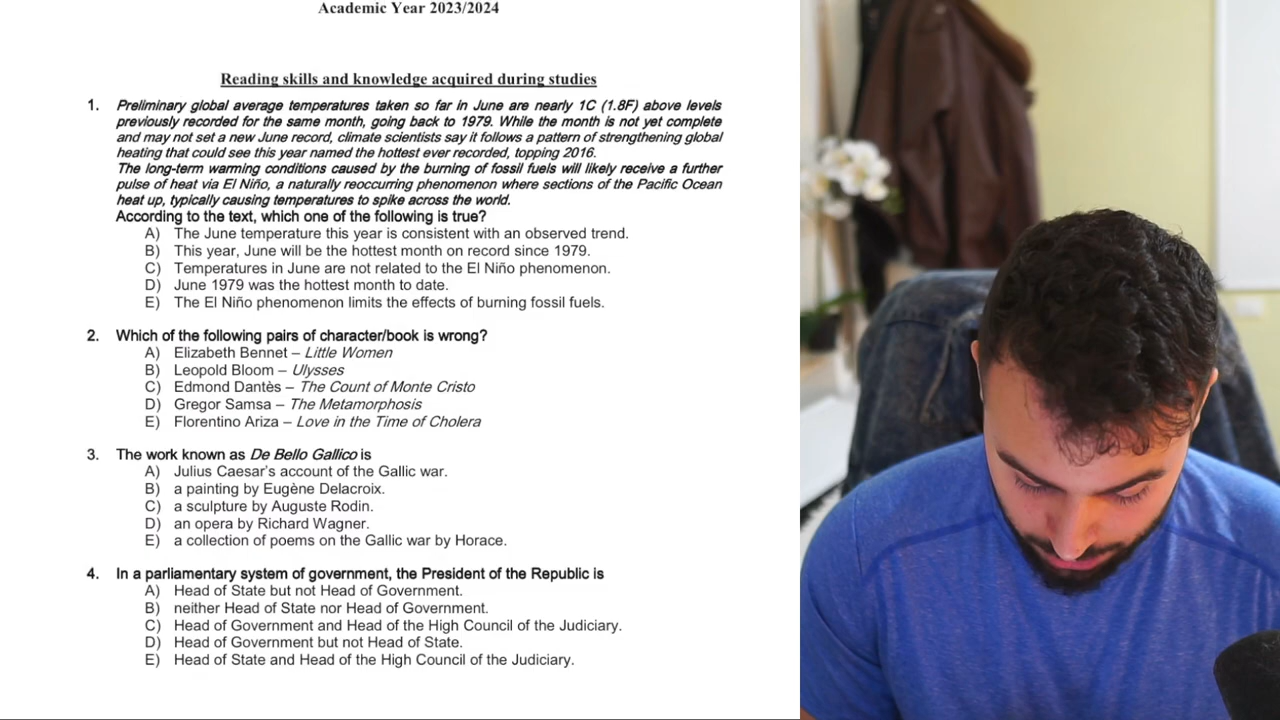 Academic Year 2023/2024
Reading skills and knowledge acquired during studies
1. Preliminary global average temperatures taken so far in June are nearly 1C (1.8F) above levels
previously recorded for the same month, going back to 1979. While the month is not yet complete
and may not set a new June record, climate scientists say it follows a pattern of strengthening global
heating that could see this year named the hottest ever recorded, topping 2016.
The long-term warming conditions caused by the burning of fossil fuels will likely receive a further
pulse of heat via El Niño, a naturally reoccurring phenomenon where sections of the Pacific Ocean
heat up, typically causing temperatures to spike across the world.
According to the text, which one of the following is true?
A) The June temperature this year is consistent with an observed trend.
B) This year, June will be the hottest month on record since 1979.
C) Temperatures in June are not related to the El Niño phenomenon.
D) June 1979 was the hottest month to date.
E) The El Niño phenomenon limits the effects of burning fossil fuels.
2. Which of the following pairs of character/book is wrong?
A) Elizabeth Bennet – Little Women
B) Leopold Bloom – Ulysses
C) Edmond Dantès – The Count of Monte Cristo
D) Gregor Samsa – The Metamorphosis
E) Florentino Ariza – Love in the Time of Cholera
3. The work known as De Bello Gallico is
A) Julius Caesar's account of the Gallic war.
B) a painting by Eugène Delacroix.
C) a sculpture by Auguste Rodin.
D) an opera by Richard Wagner.
E) a collection of poems on the Gallic war by Horace.
4. In a parliamentary system of government, the President of the Republic is
A) Head of State but not Head of Government.
B) neither Head of State nor Head of Government.
C) Head of Government and Head of the High Council of the Judiciary.
D) Head of Government but not Head of State.
E) Head of State and Head of the High Council of the Judiciary.